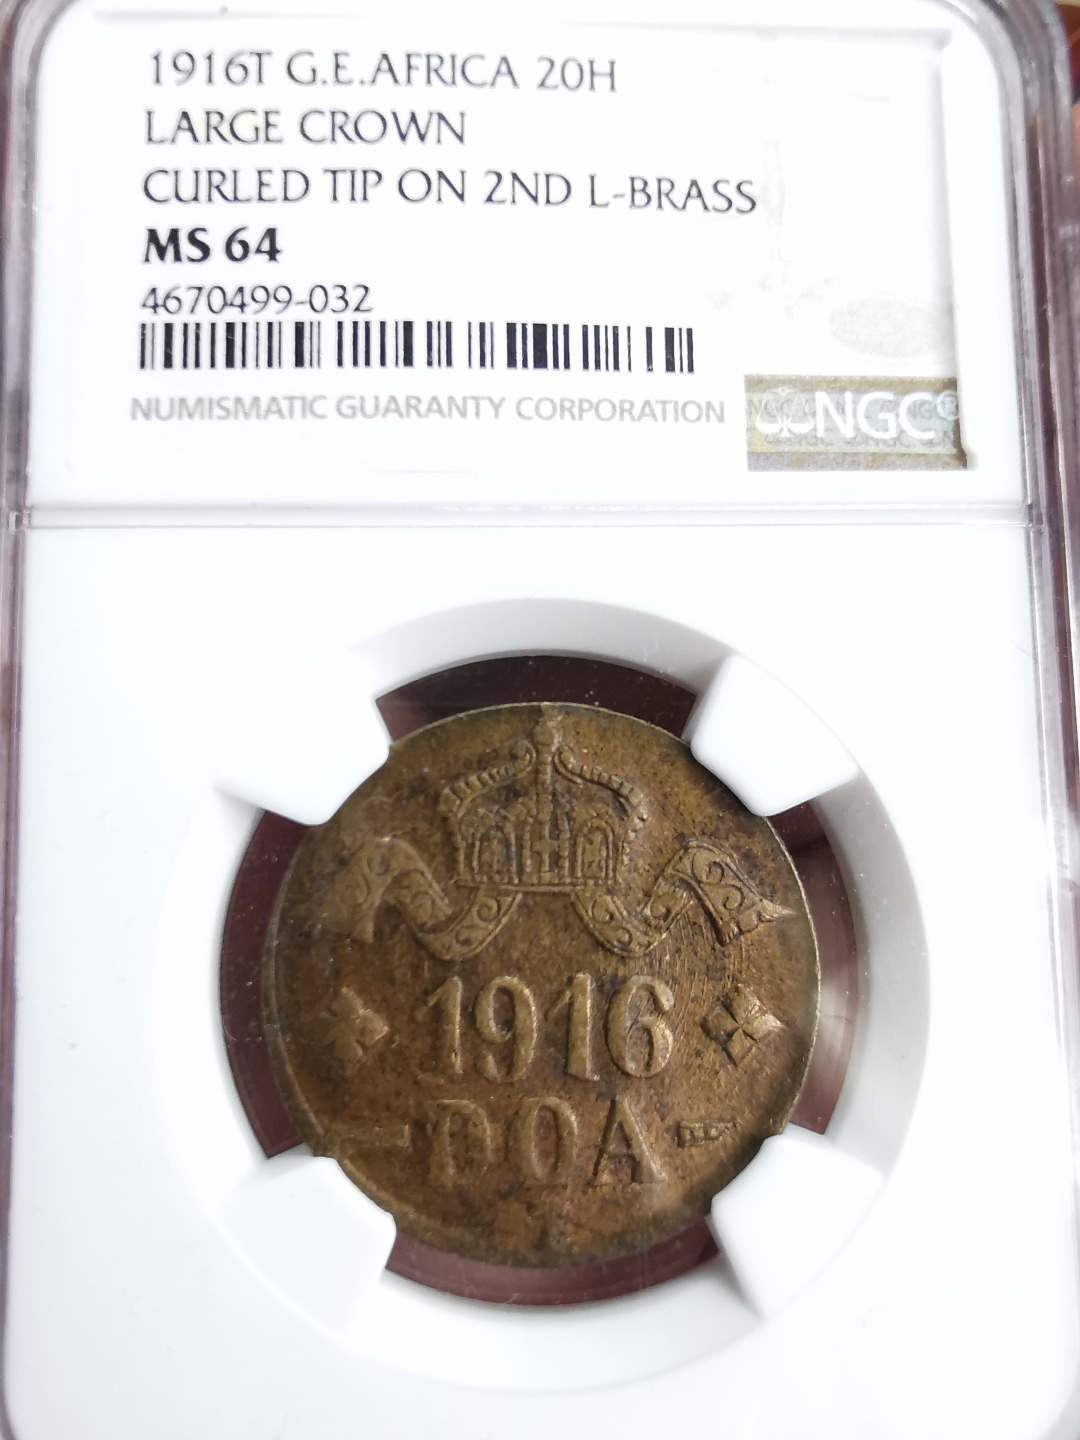 1916T G.E.AFRICA 20H
LARGE CROWN
CURLED TIP ON 2ND L-BRASS
MS 64
4670499-032
NUMISMATIC GUARANTY CORPORATION
NGC®
1916
DOA
T